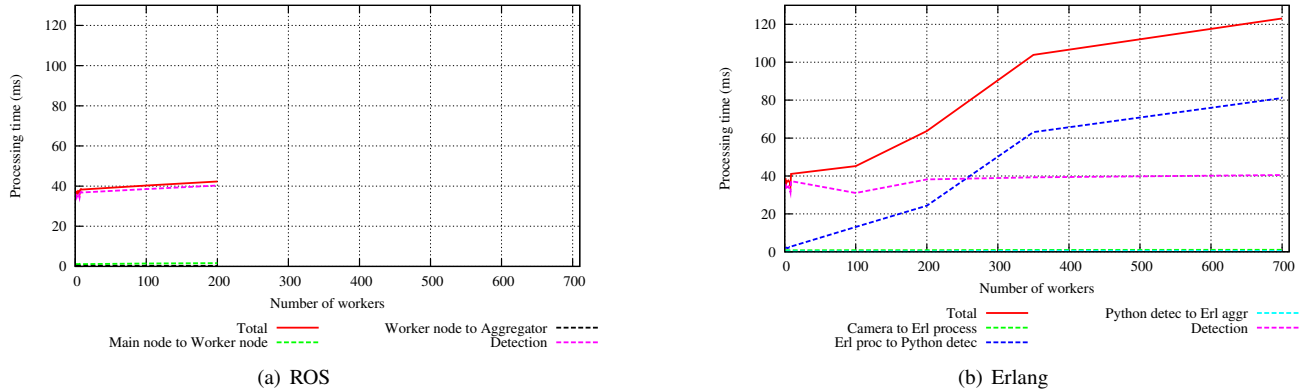 120
100
80
60
40
20
0
Processing time (ms)
0 100 200 300 400 500 600 700
Number of workers
Total
Main node to Worker node
Worker node to Aggregator
Detection
(a) ROS
120
100
80
60
40
20
0
Processing time (ms)
0 100 200 300 400 500 600 700
Number of workers
Total
Camera to Erl process
Erl proc to Python detec
Python detec to Erl aggr
Detection
(b) Erlang